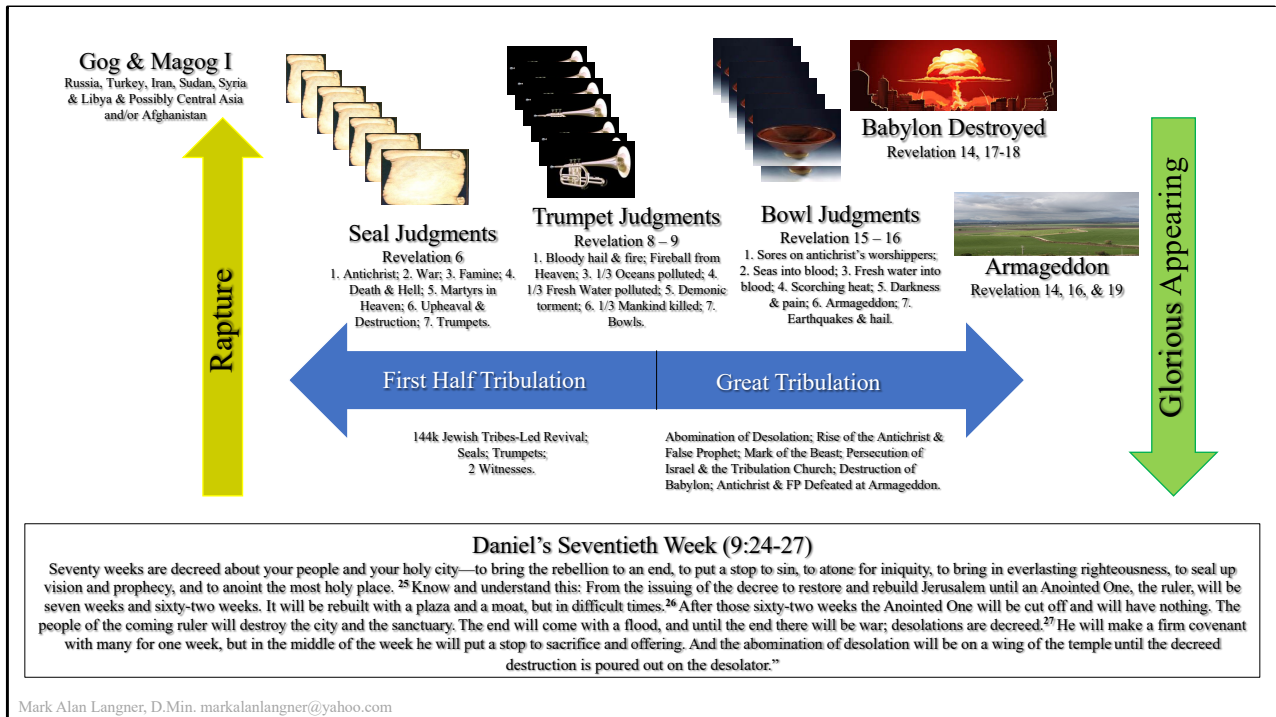 Gog & Magog I
Russia, Turkey, Iran, Sudan, Syria
& Libya & Possibly Central Asia
and/or Afghanistan
Rapture
Seal Judgments
Revelation 6
1. Antichrist; 2. War; 3. Famine; 4.
Death & Hell; 5. Martyrs in
Heaven; 6. Upheaval &
Destruction; 7. Trumpets.
Trumpet Judgments
Revelation 8 – 9
1. Bloody hail & fire; Fireball from
Heaven; 3. 1/3 Oceans polluted; 4.
1/3 Fresh Water polluted; 5. Demonic
torment; 6. 1/3 Mankind killed; 7.
Bowls.
Bowl Judgments
Revelation 15 – 16
1. Sores on antichrist’s worshippers;
2. Seas into blood; 3. Fresh water into
blood; 4. Scorching heat; 5. Darkness
& pain; 6. Armageddon; 7.
Earthquakes & hail.
Babylon Destroyed
Revelation 14, 17-18
Armageddon
Revelation 14, 16, & 19
Glorious Appearing
First Half Tribulation
Great Tribulation
144k Jewish Tribes-Led Revival;
Seals; Trumpets;
2 Witnesses.
Abomination of Desolation; Rise of the Antichrist &
False Prophet; Mark of the Beast; Persecution of
Israel & the Tribulation Church; Destruction of
Babylon; Antichrist & FP Defeated at Armageddon.
Daniel’s Seventieth Week (9:24-27)
Seventy weeks are decreed about your people and your holy city—to bring the rebellion to an end, to put a stop to sin, to atone for iniquity, to bring in everlasting righteousness, to seal up
vision and prophecy, and to anoint the most holy place. 25 Know and understand this: From the issuing of the decree to restore and rebuild Jerusalem until an Anointed One, the ruler, will be
seven weeks and sixty-two weeks. It will be rebuilt with a plaza and a moat, but in difficult times.26 After those sixty-two weeks the Anointed One will be cut off and will have nothing. The
people of the coming ruler will destroy the city and the sanctuary. The end will come with a flood, and until the end there will be war; desolations are decreed.27 He will make a firm covenant
with many for one week, but in the middle of the week he will put a stop to sacrifice and offering. And the abomination of desolation will be on a wing of the temple until the decreed
destruction is poured out on the desolator.”
Mark Alan Langner, D.Min. markalanlangner@yahoo.com